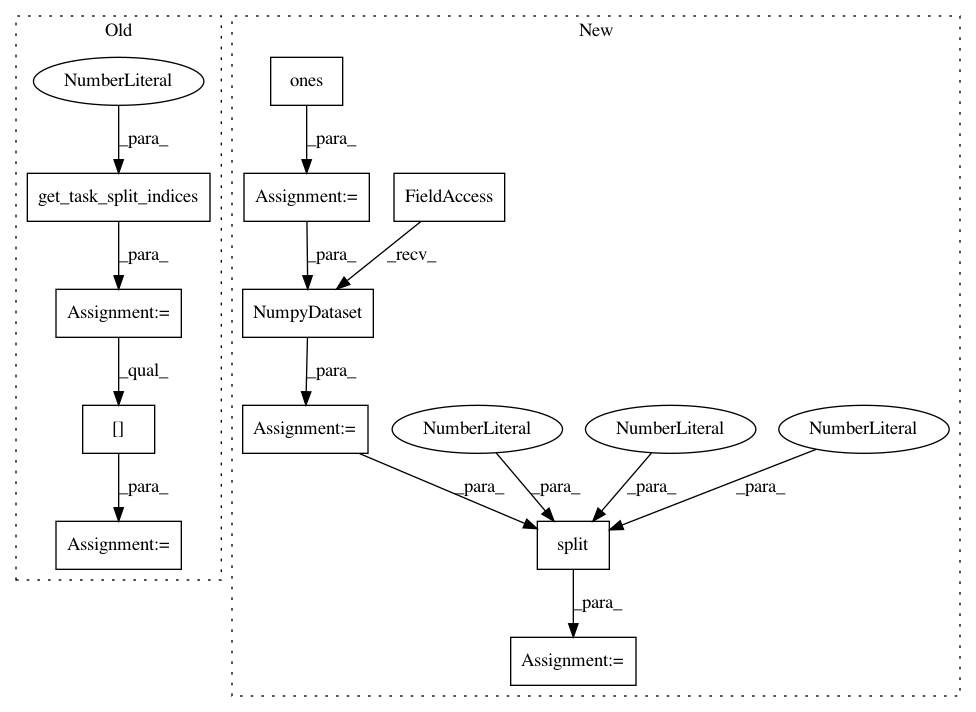 Old
New
NumberLiteral
ones
_para_
_para_
get_task_split_indices
Assignment:=
FieldAccess
_para_
_para_
_recv_
Assignment:=
NumpyDataset
_qual_
_para_
[]
Assignment:=
NumberLiteral
NumberLiteral
NumberLiteral
_para_
_para_
_para_
_para_
_para_
Assignment:=
split
_para_
Assignment:=